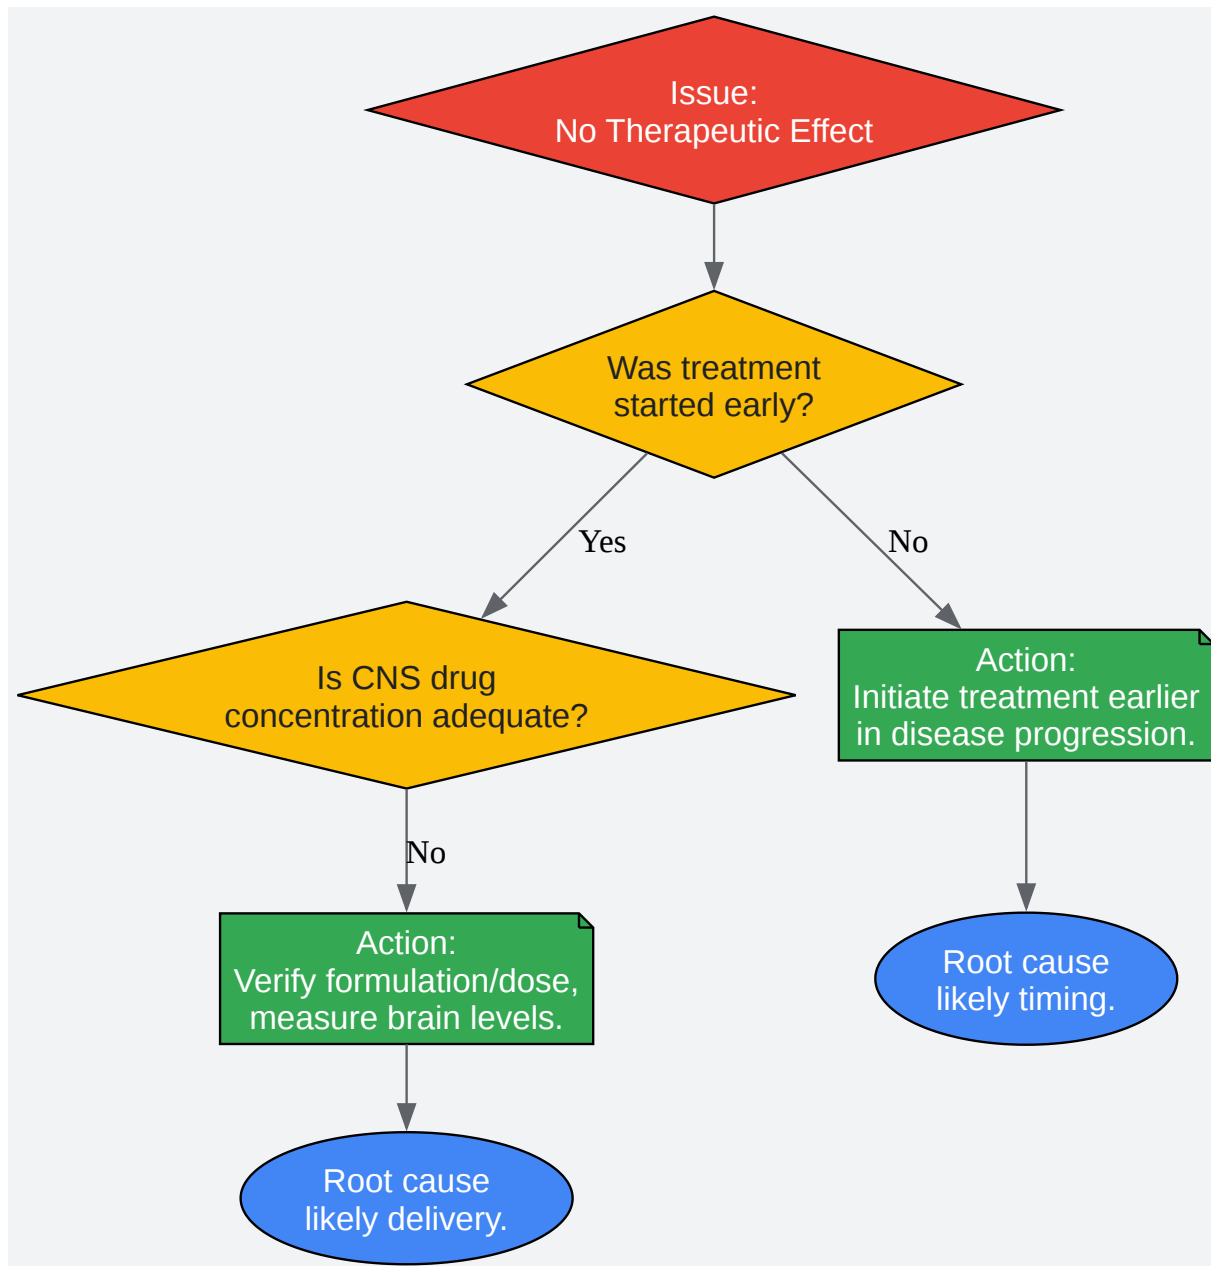 Issue:
No Therapeutic Effect
Was treatment
started early?
Yes
No
Is CNS drug
concentration adequate?
Action:
Initiate treatment earlier
in disease progression.
No
Action:
Verify formulation/dose,
measure brain levels.
Root cause
likely timing.
Root cause
likely delivery.